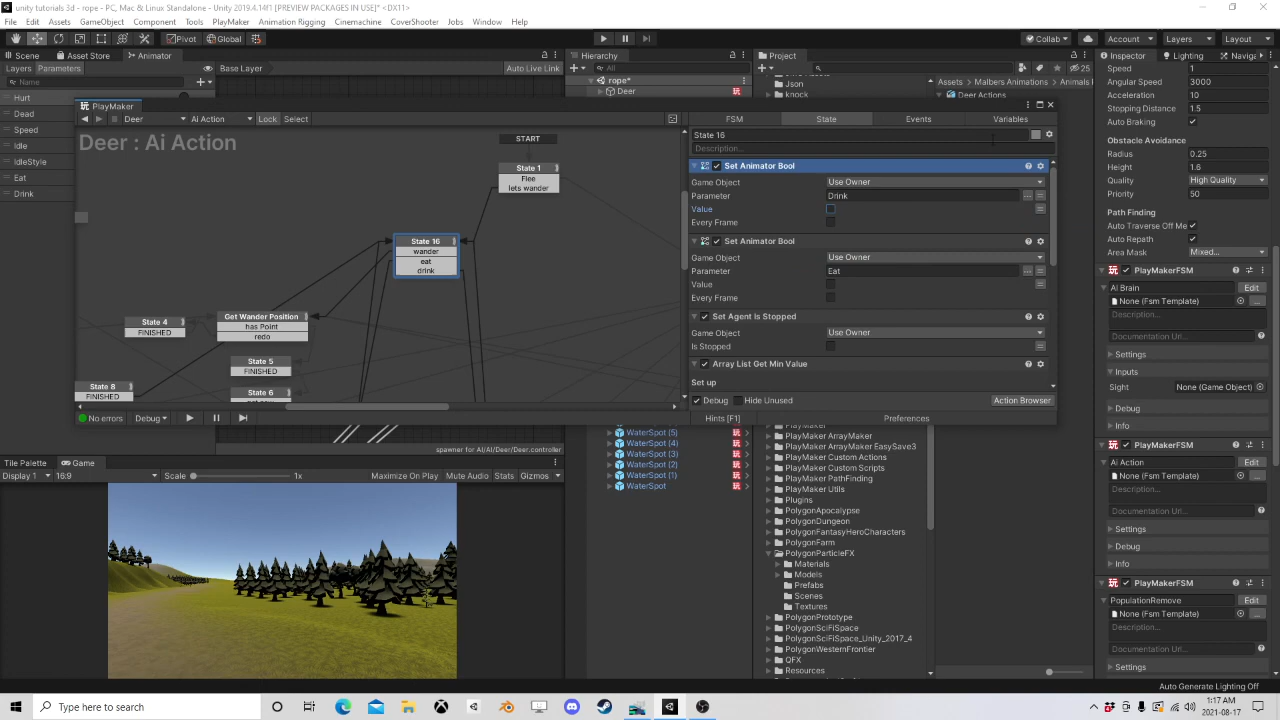 unity tutorials 3d - rope - PC, Mac & Linux Standalone - Unity 2019.4.14f1 [PREVIEW PACKAGES IN USE]* <DX11>
File Edit Assets GameObject Component Tools PlayMaker Animation Rigging Cinemachine CoverShooter Jobs Window Help
Pivot Global Collab Account Layers Layout
Scene Asset Store Animator Hierarchy Project Inspector Lighting Naviga
Layers Parameters Base Layer Auto Live Link All 25
Name
Hurt
Dead
Speed
Idle
IdleStyle
Eat
Drink
rope*
Deer
Json
knock
Assets Malbers Animations Animals
Deer Actions
PlayMaker
Deer Ai Action Lock Select FSM State Events Variables
Deer : Ai Action
START
State 1
Flee
lets wander
State 16
wander
eat
drink
State 4
FINISHED
Get Wander Position
has Point
redo
State 5
FINISHED
State 6
State 8
FINISHED
State 16
Description...
Set Animator Bool
Game Object Use Owner
Parameter Drink
Value
Every Frame
Set Animator Bool
Game Object Use Owner
Parameter Eat
Value
Every Frame
Set Agent Is Stopped
Game Object Use Owner
Is Stopped
Array List Get Min Value
Set up
Debug Hide Unused Action Browser
No errors Debug Hints [F1] Preferences
spawner for AI/AI/Deer/Deer.controller
WaterSpot (5)
WaterSpot (4)
WaterSpot (3)
WaterSpot (2)
WaterSpot (1)
WaterSpot
PlayMaker
PlayMaker ArrayMaker
PlayMaker ArrayMaker EasySave3
PlayMaker Custom Actions
PlayMaker Custom Scripts
PlayMaker PathFinding
PlayMaker Utils
Plugins
PolygonApocalypse
PolygonDungeon
PolygonFantasyHeroCharacters
PolygonFarm
PolygonParticleFX
Materials
Models
Prefabs
Scenes
Textures
PolygonPrototype
PolygonSciFiSpace
PolygonSciFiSpace_Unity_2017_4
PolygonWesternFrontier
QFX
Resources
Tile Palette Game
Display 1 16:9 Scale 1x Maximize On Play Mute Audio Stats Gizmos
Speed 1
Angular Speed 3000
Acceleration 10
Stopping Distance 1.5
Auto Braking
Obstacle Avoidance
Radius 0.25
Height 1.6
Quality High Quality
Priority 50
Path Finding
Auto Traverse Off Me
Auto Repath
Area Mask Mixed...
PlayMakerFSM
AI Brain Edit
None (Fsm Template) ...
Description...
Documentation Url...
Settings
Inputs
Sight None (Game Object)
Debug
Info
PlayMakerFSM
Ai Action Edit
None (Fsm Template) ...
Description...
Documentation Url...
Settings
Debug
Info
PlayMakerFSM
PopulationRemove Edit
None (Fsm Template) ...
Description...
Documentation Url...
Settings
Auto Generate Lighting Off
Type here to search
1:17 AM
2021-08-17